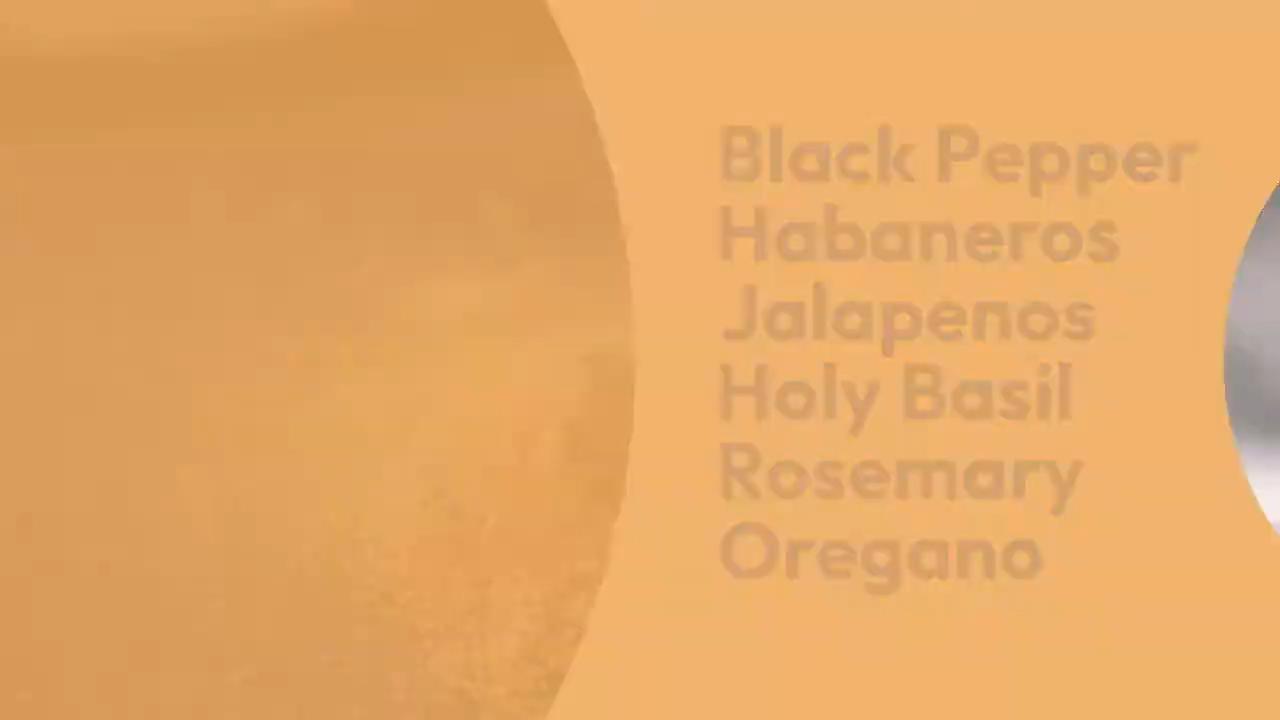 Black Pepper
Habaneros
Jalapenos
Holy Basil
Rosemary
Oregano